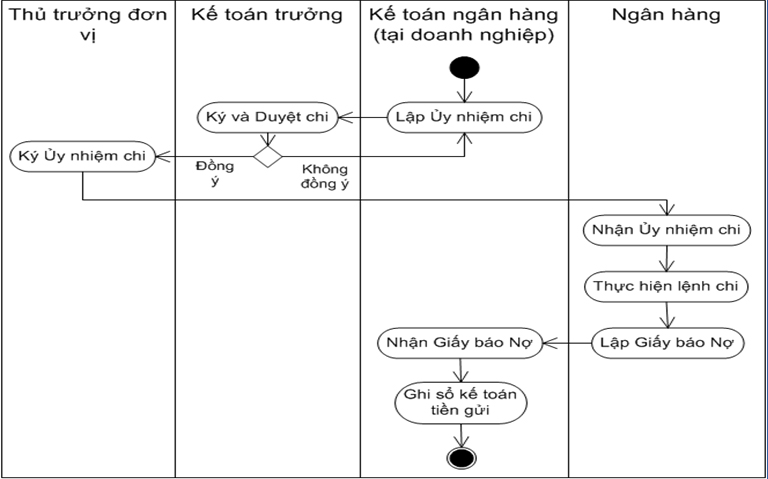 Thủ trưởng đơn
vị
Kế toán trưởng
Kế toán ngân hàng
(tại doanh nghiệp)
Ngân hàng
Ký và Duyệt chi
Lập Ủy nhiệm chi
Ký Ủy nhiệm chi
Đồng
ý
Không
đồng ý
Nhận Ủy nhiệm chi
Thực hiện lệnh chi
Nhận Giấy báo Nợ
Lập Giấy báo Nợ
Ghi sổ kế toán
tiền gửi